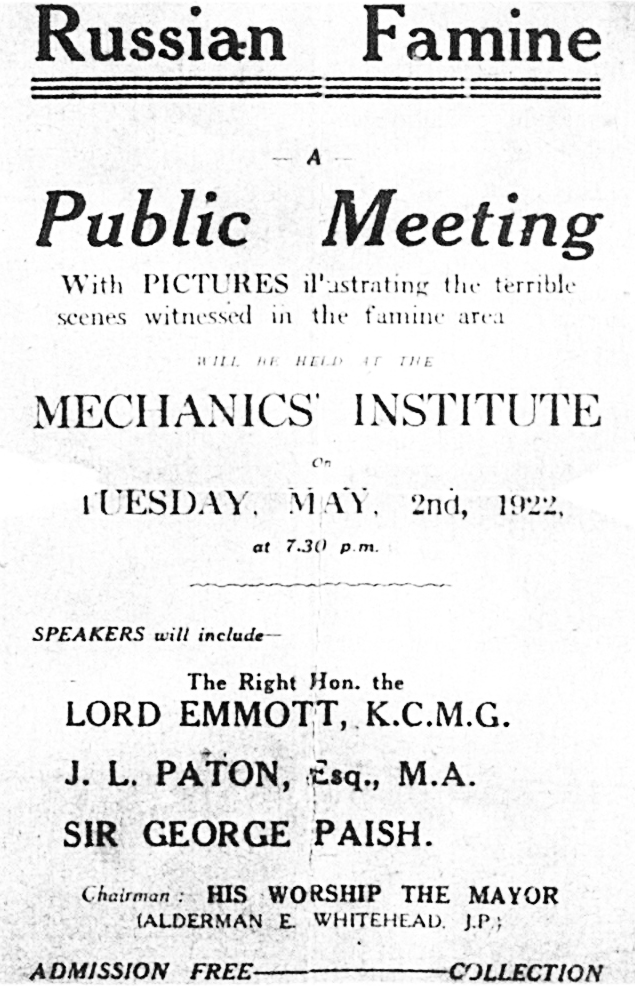 Russian Famine
— A —
Public Meeting
With PICTURES illustrating the terrible
scenes witnessed in the famine area
WILL BE HELD AT THE
MECHANICS' INSTITUTE
On
TUESDAY, MAY, 2nd, 1922,
at 7.30 p.m.
SPEAKERS will include—
The Right Hon. the
LORD EMMOTT, K.C.M.G.
J. L. PATON, Esq., M.A.
SIR GEORGE PAISH.
Chairman : HIS WORSHIP THE MAYOR
(ALDERMAN E. WHITEHEAD, J.P.)
ADMISSION FREE——COLLECTION